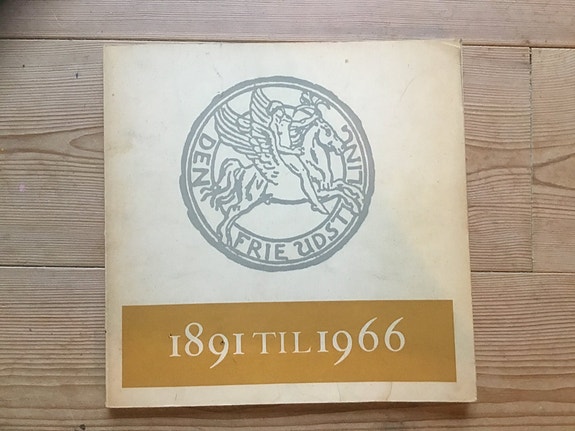 DEN FRIE UDSTILLING
1891 TIL 1966